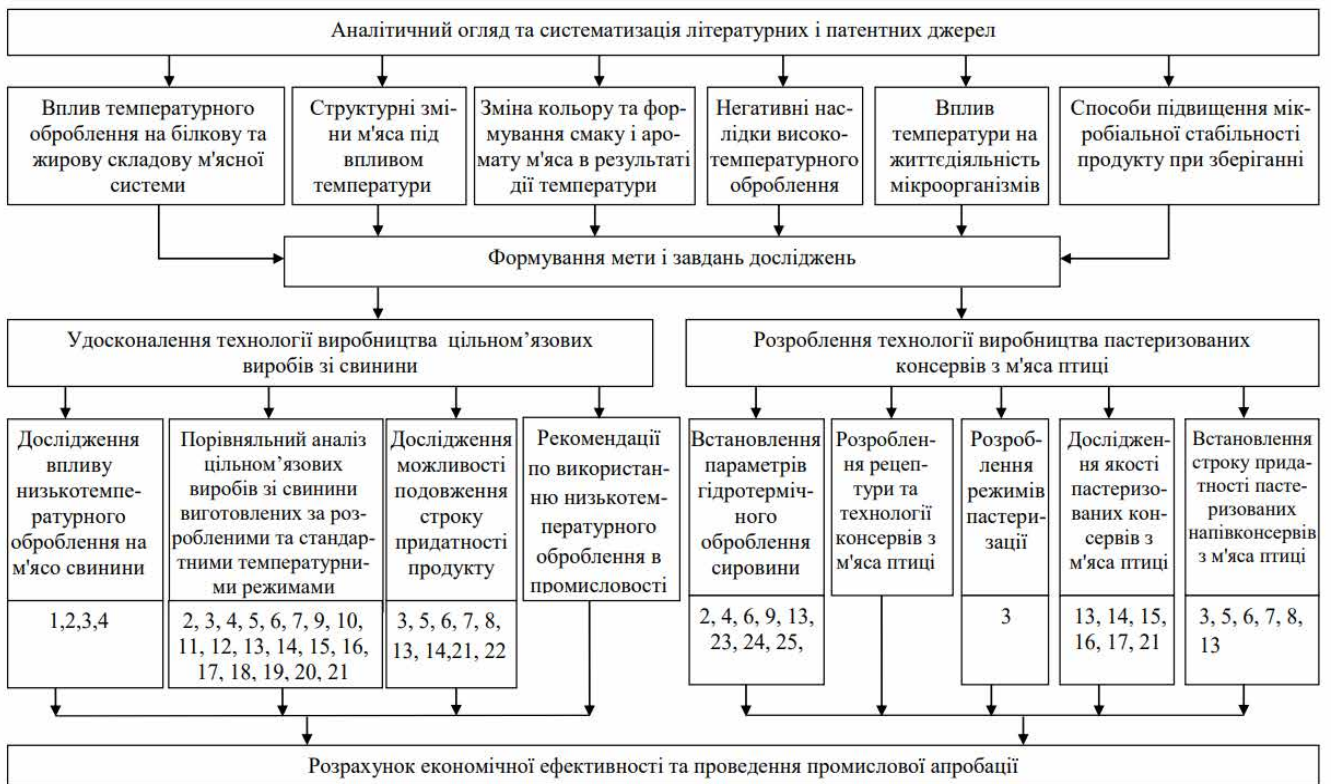 Аналітичний огляд та систематизація літературних і патентних джерел
Вплив температурного
оброблення на білкову та
жирову складову м'ясної
системи
Структурні змі-
ни м'яса під
впливом
температури
Зміна кольору та фор-
мування смаку і аро-
мату м'яса в результаті
дії температури
Негативні нас-
лідки високо-
температурного
оброблення
Вплив
температури на
життєдіяльність
мікроорганізмів
Способи підвищення мік-
робіальної стабільності
продукту при зберіганні
Формування мети і завдань досліджень
Удосконалення технології виробництва цільном’язових
виробів зі свинини
Розроблення технології виробництва пастеризованих
консервів з м'яса птиці
Дослідження
впливу
низькотемпе-
ратурного
оброблення на
м'ясо свинини
1,2,3,4
Порівняльний аналіз
цільном’язових
виробів зі свинини
виготовлених за роз-
робленими та стандар-
тними температурни-
ми режимами
2, 3, 4, 5, 6, 7, 9, 10,
11, 12, 13, 14, 15, 16,
17, 18, 19, 20, 21
Дослідження
можливості
подовження
строку
придатності
продукту
3, 5, 6, 7, 8,
13, 14,21, 22
Рекомендації
по використан-
ню низькотем-
пературного
оброблення в
промисловості
Встановлення
параметрів
гідротерміч-
ного
оброблення
сировини
2, 4, 6, 9, 13,
23, 24, 25,
Розроблен-
ня рецеп-
тури та
технології
консервів з
м'яса птиці
Розроб-
лення
режимів
пастери-
зації
3
Досліджен-
ня якості
пастеризо-
ваних кон-
сервів з
м'яса птиці
13, 14, 15,
16, 17, 21
Встановлення
строку прида-
тності пасте-
ризованих
напівконсервів
з м'яса птиці
3, 5, 6, 7, 8,
13
Розрахунок економічної ефективності та проведення промислової апробації